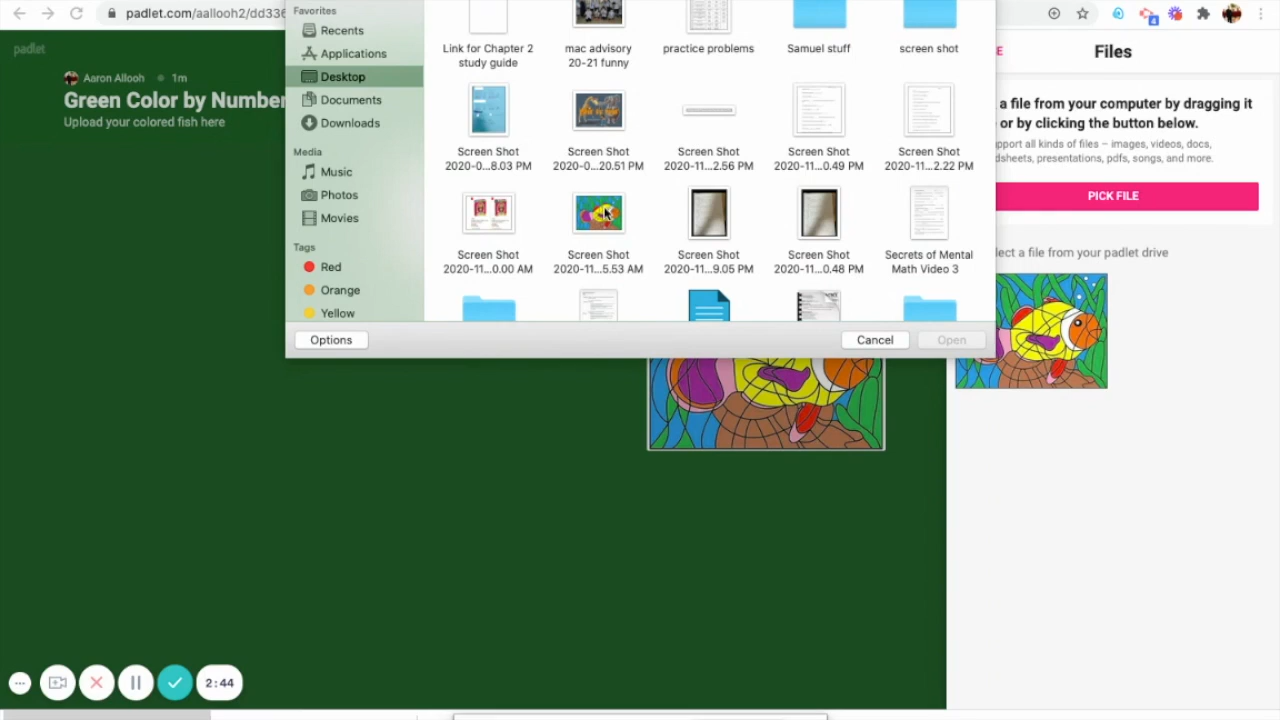 padlet.com/aallooh2/dd336
4
padlet
Aaron Allooh 1m
Green Color by Number
Upload your colored fish here
Favorites
Recents
Applications
Desktop
Documents
Downloads
Media
Music
Photos
Movies
Tags
Red
Orange
Yellow
Link for Chapter 2
study guide
mac advisory
20-21 funny
practice problems
Samuel stuff
screen shot
Screen Shot
2020-0...8.03 PM
Screen Shot
2020-0...20.51 PM
Screen Shot
2020-11...2.56 PM
Screen Shot
2020-11...0.49 PM
Screen Shot
2020-11...2.22 PM
Screen Shot
2020-11...0.00 AM
Screen Shot
2020-11...5.53 AM
Screen Shot
2020-11...9.05 PM
Screen Shot
2020-11...0.48 PM
Secrets of Mental
Math Video 3
Options
Cancel
Open
E
Files
a file from your computer by dragging it
or by clicking the button below.
pport all kinds of files – images, videos, docs,
dsheets, presentations, pdfs, songs, and more.
PICK FILE
lect a file from your padlet drive
2:44